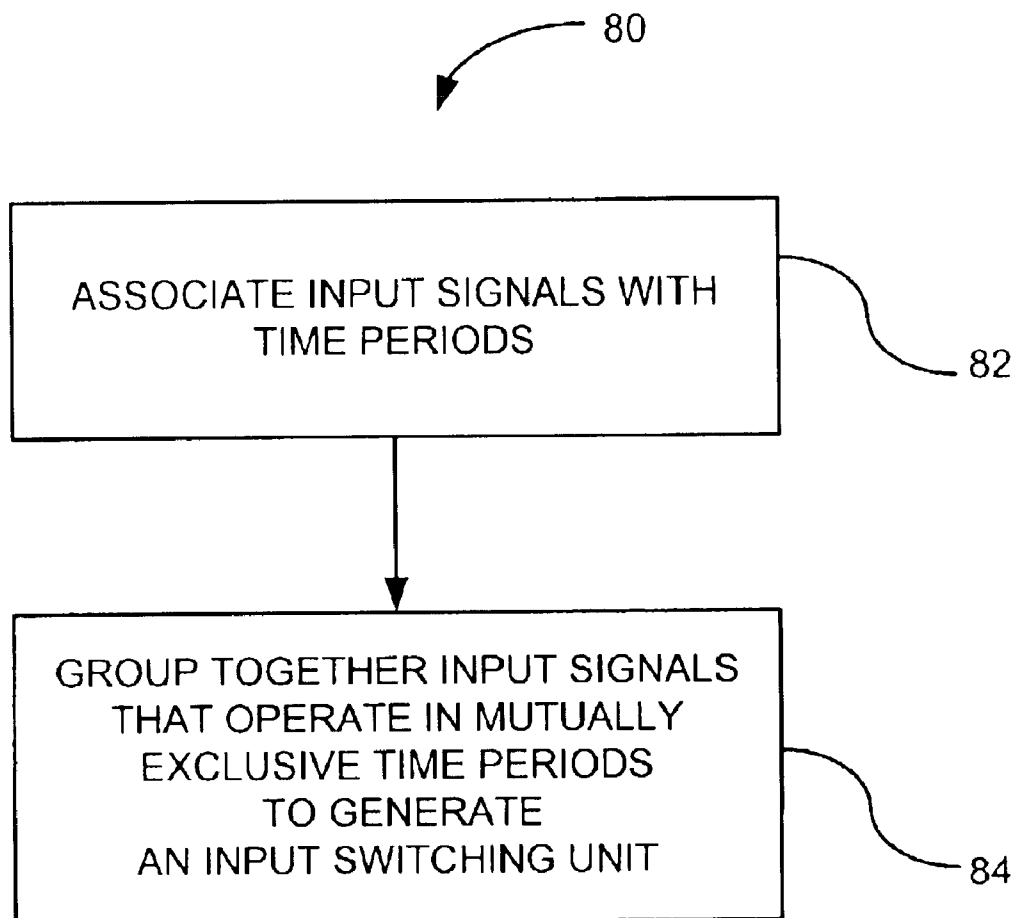 80
ASSOCIATE INPUT SIGNALS WITH
TIME PERIODS
82
GROUP TOGETHER INPUT SIGNALS
THAT OPERATE IN MUTUALLY
EXCLUSIVE TIME PERIODS
TO GENERATE
AN INPUT SWITCHING UNIT
84